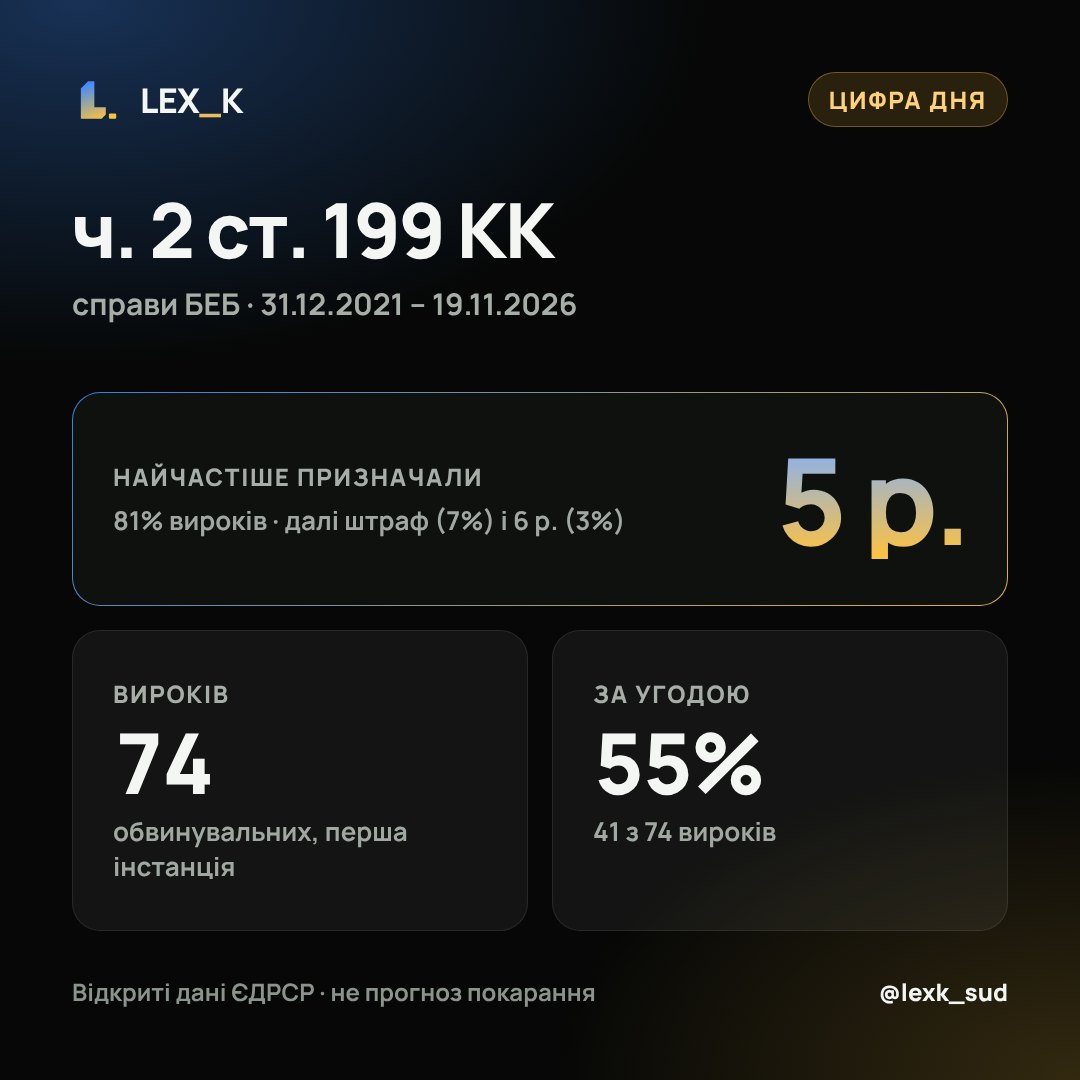 LEX_K
ЦИФРА ДНЯ
ч. 2 ст. 199 КК
справи БЕБ · 31.12.2021 – 19.11.2026
НАЙЧАСТІШЕ ПРИЗНАЧАЛИ
81% вироків · далі штраф (7%) і 6 р. (3%)
5 р.
ВИРОКІВ
74
обвинувальних, перша
інстанція
ЗА УГОДОЮ
55%
41 з 74 вироків
Відкриті дані ЄДРСР · не прогноз покарання
@lexk_sud